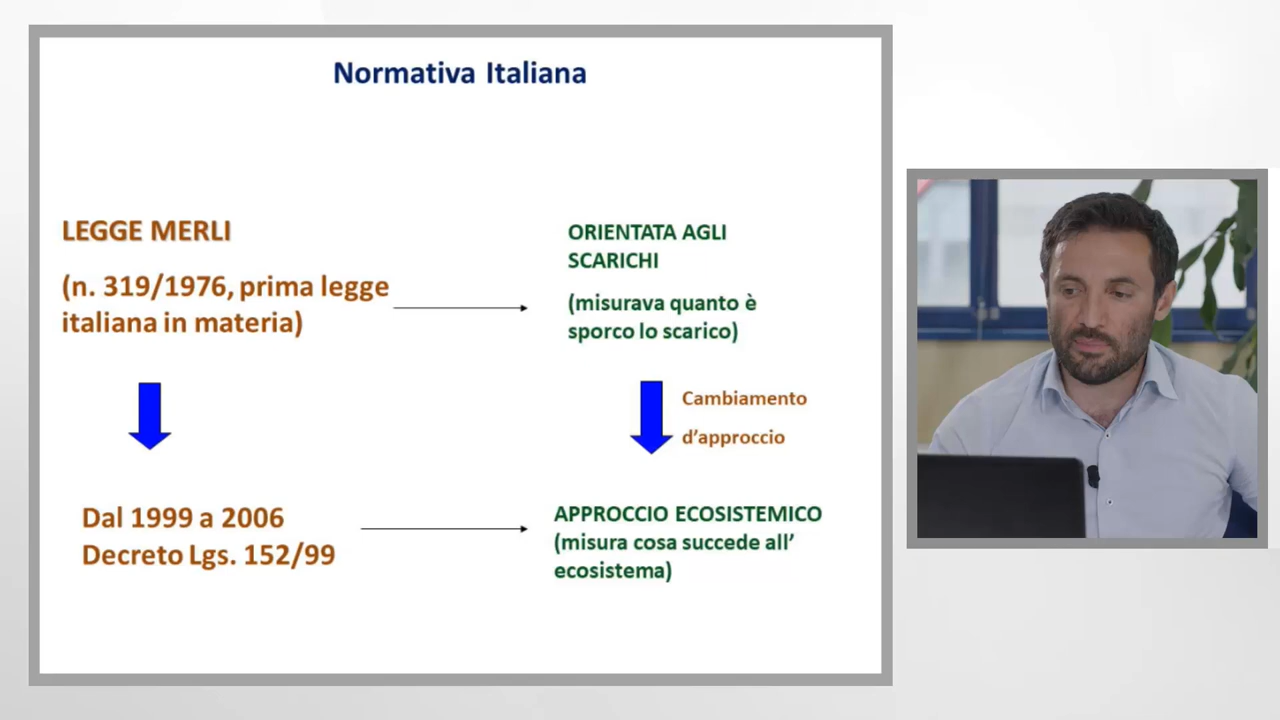 Normativa Italiana
LEGGE MERLI
(n. 319/1976, prima legge
italiana in materia)
ORIENTATA AGLI
SCARICHI
(misurava quanto è
sporco lo scarico)
Cambiamento
d'approccio
Dal 1999 a 2006
Decreto Lgs. 152/99
APPROCCIO ECOSISTEMICO
(misura cosa succede all'
ecosistema)